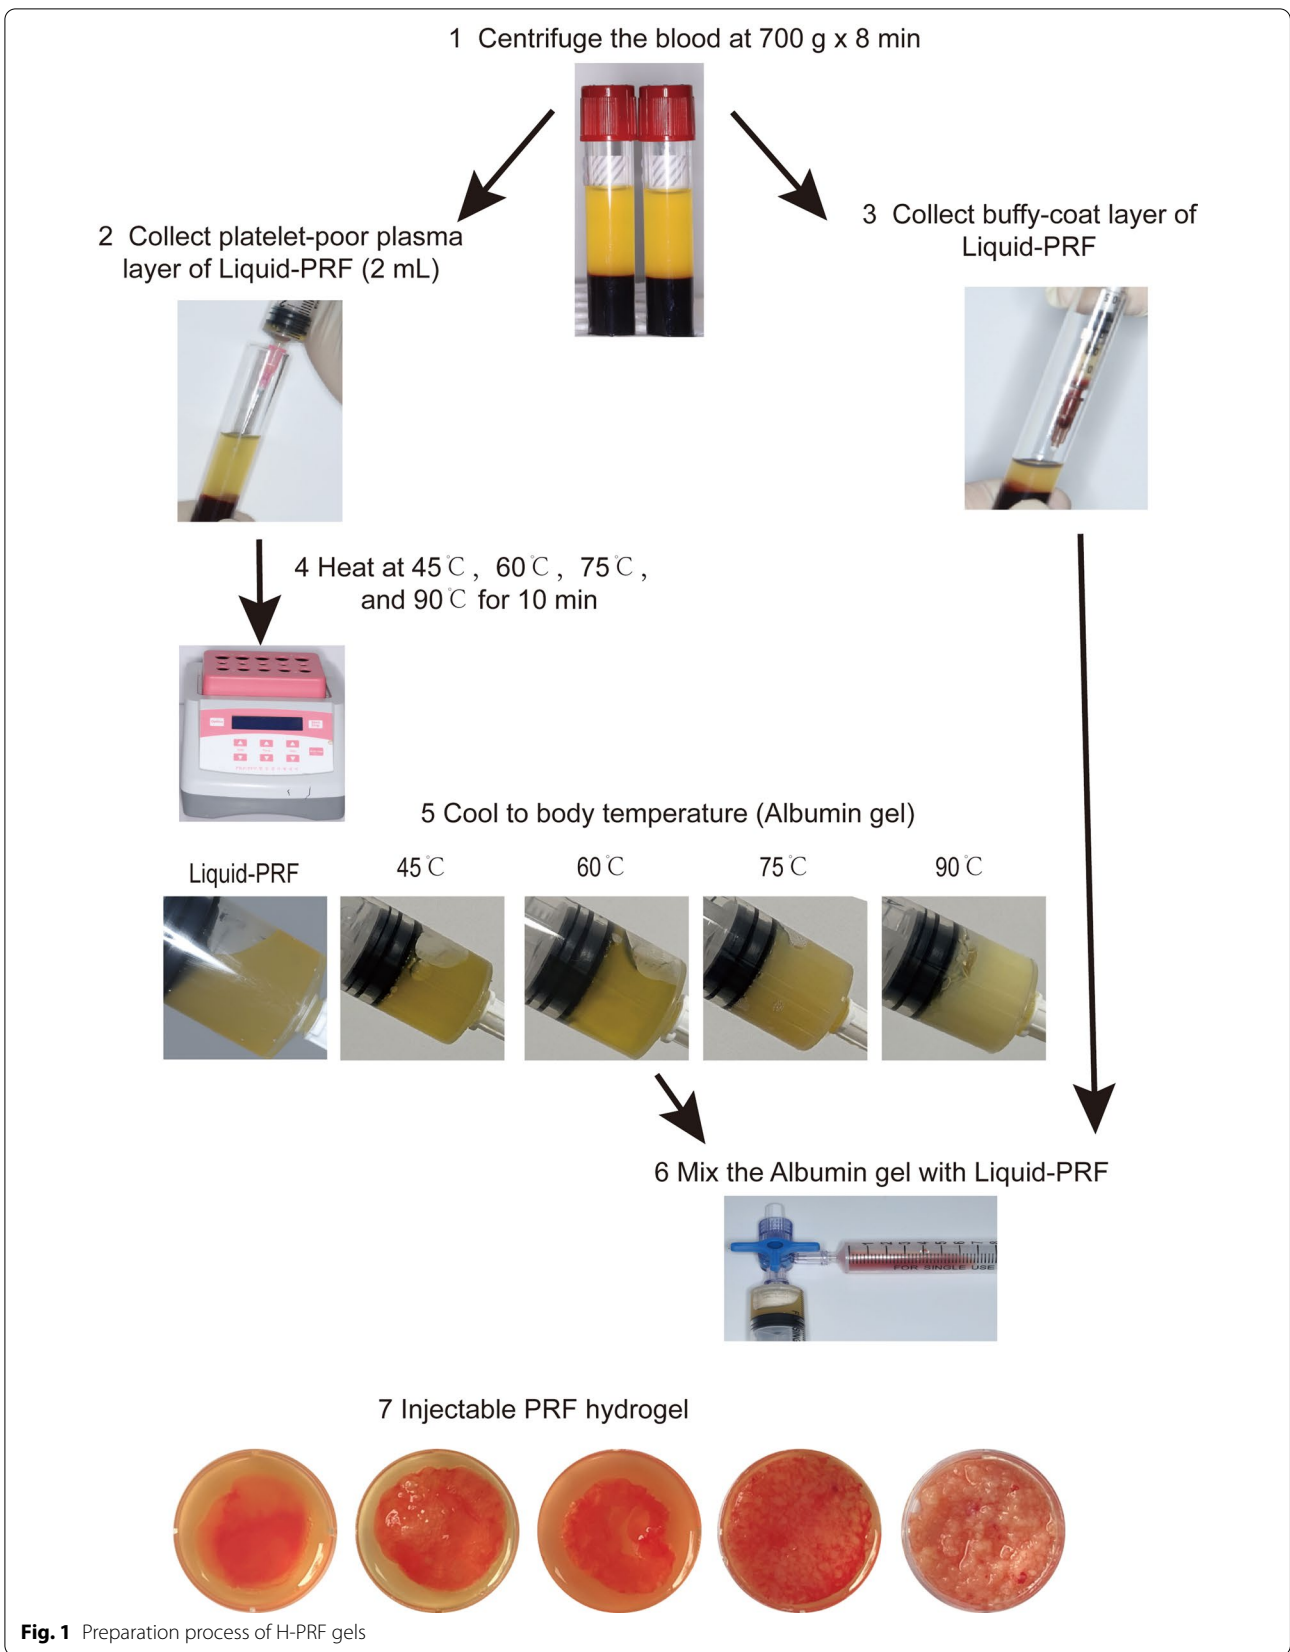 1 Centrifuge the blood at 700 g x 8 min
2 Collect platelet-poor plasma
layer of Liquid-PRF (2 mL)
3 Collect buffy-coat layer of
Liquid-PRF
4 Heat at 45℃, 60℃, 75℃,
and 90℃ for 10 min
5 Cool to body temperature (Albumin gel)
Liquid-PRF 45℃ 60℃ 75℃ 90℃
6 Mix the Albumin gel with Liquid-PRF
FOR SINGLE USE
7 Injectable PRF hydrogel
Fig. 1 Preparation process of H-PRF gels